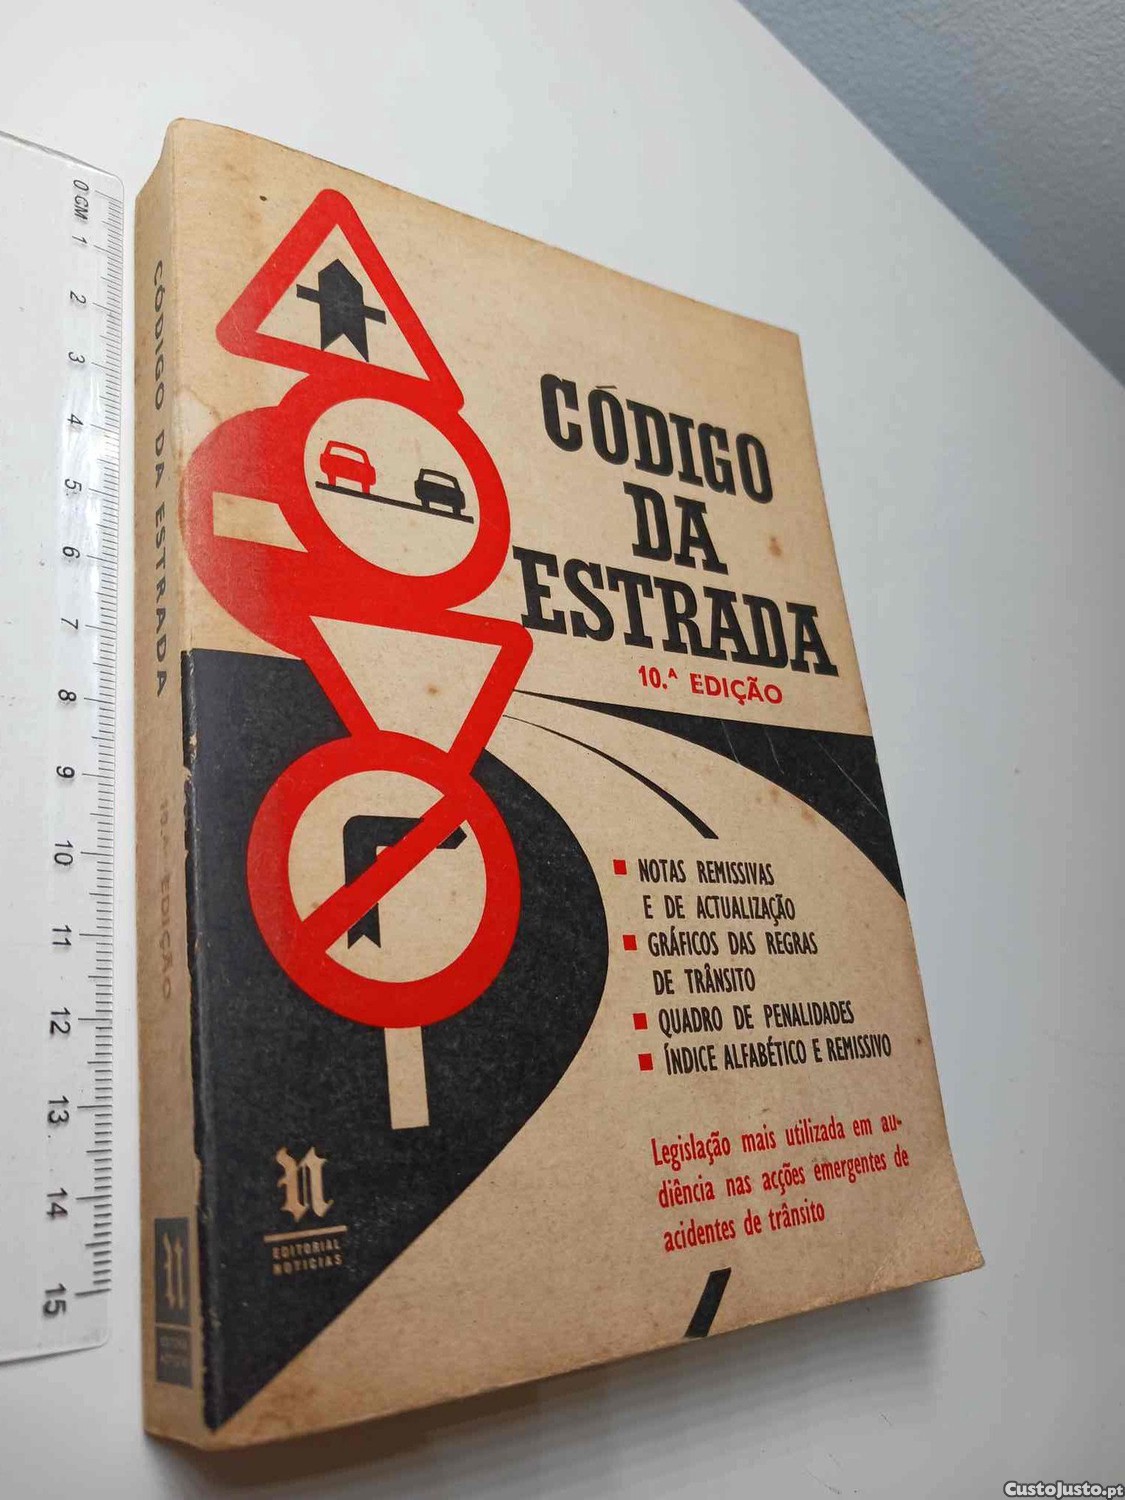 CÓDIGO
DA
ESTRADA
10.ᴬ EDIÇÃO
NOTAS REMISSIVAS
E DE ACTUALIZAÇÃO
GRÁFICOS DAS REGRAS
DE TRÂNSITO
QUADRO DE PENALIDADES
ÍNDICE ALFABÉTICO E REMISSIVO
Legislação mais utilizada em au-
diência nas acções emergentes de
acidentes de trânsito
N
EDITORIAL
NOTICIAS
CÓDIGO DA ESTRADA
10.ᴬ EDIÇÃO
N
0 CM 1 2 3 4 5 6 7 8 9 10 11 12 13 14 15
CustoJusto.pt